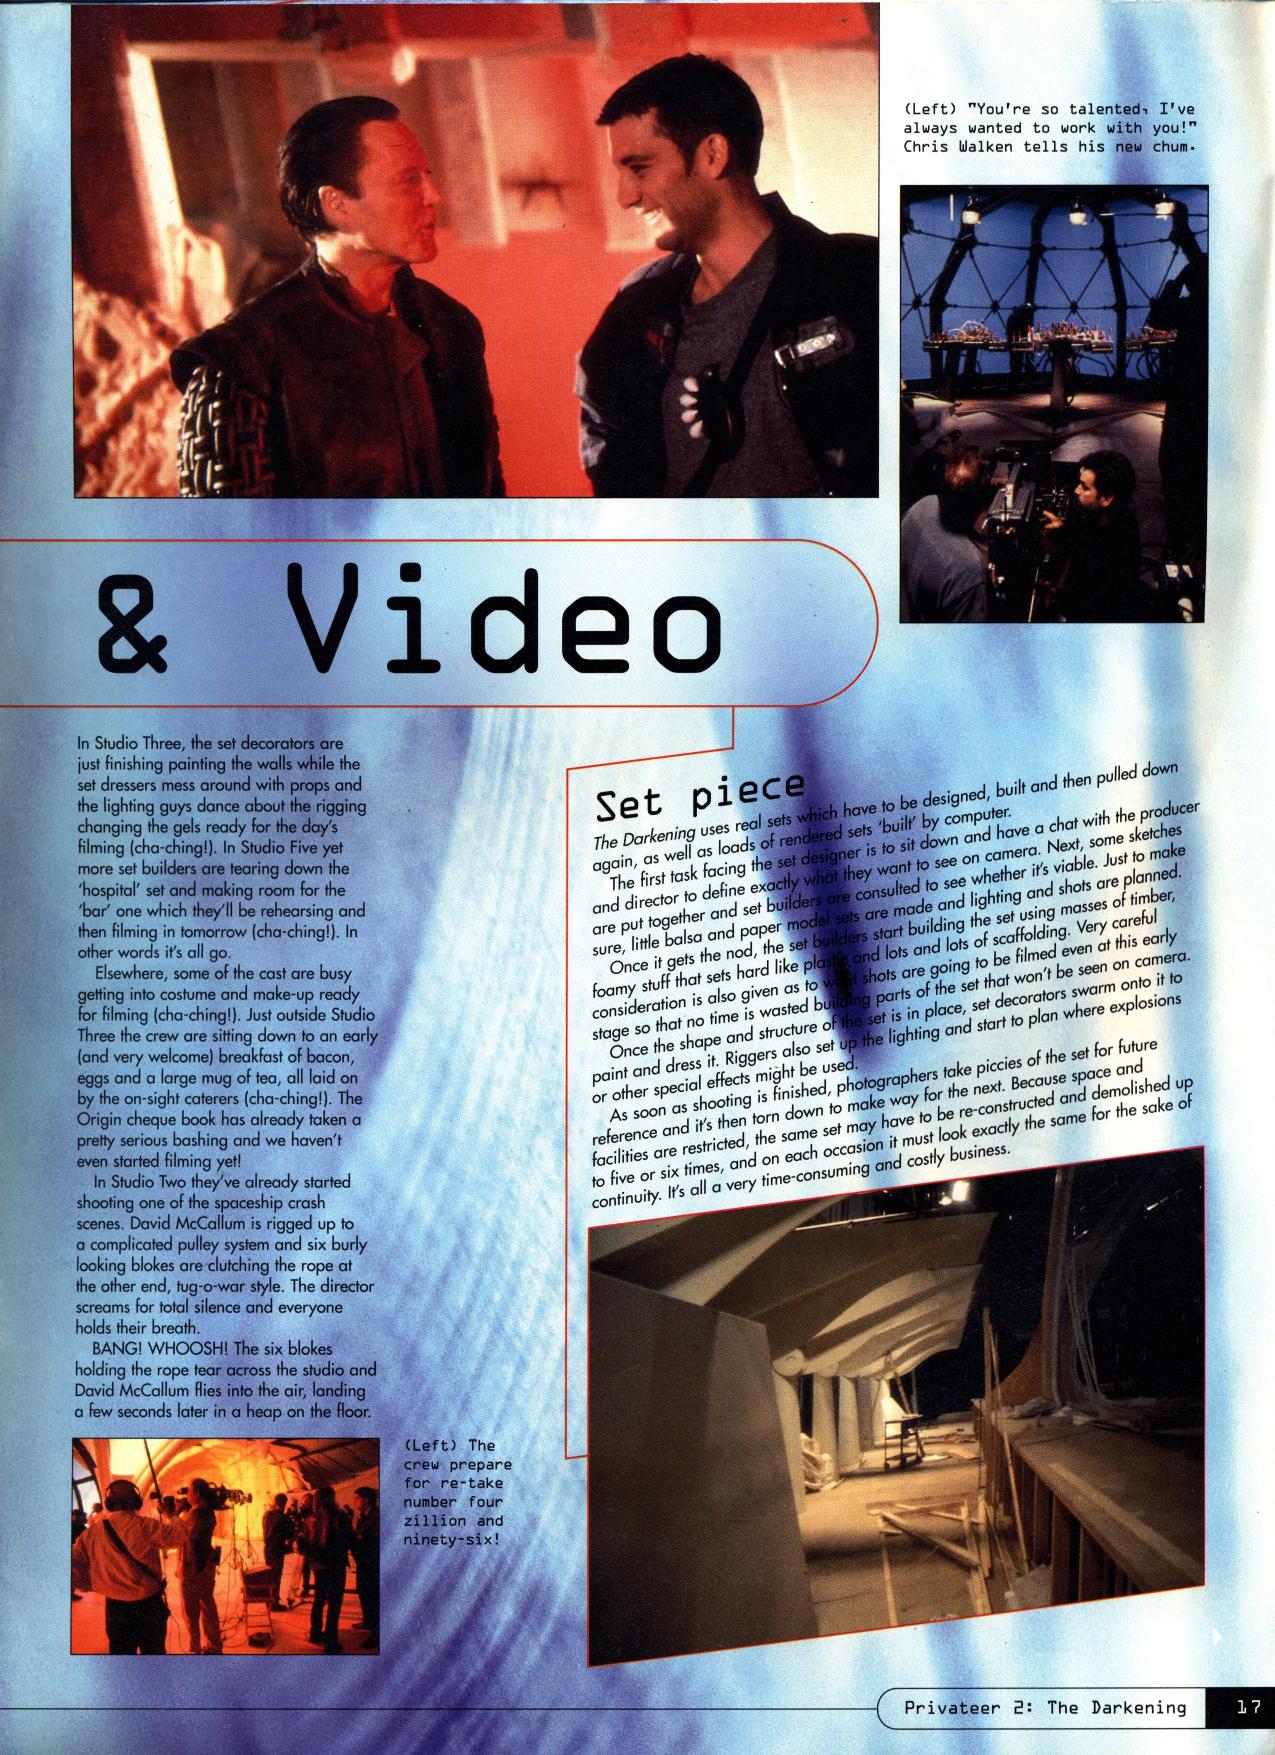 (Left) "You're so talented, I've
always wanted to work with you!"
Chris Walken tells his new chum.
& Video
In Studio Three, the set decorators are
just finishing painting the walls while the
set dressers mess around with props and
the lighting guys dance about the rigging
changing the gels ready for the day's
filming (cha-ching!). In Studio Five yet
more set builders are tearing down the
'hospital' set and making room for the
'bar' one which they'll be rehearsing and
then filming in tomorrow (cha-ching!). In
other words it's all go.
Elsewhere, some of the cast are busy
getting into costume and make-up ready
for filming (cha-ching!). Just outside Studio
Three the crew are sitting down to an early
(and very welcome) breakfast of bacon,
eggs and a large mug of tea, all laid on
by the on-sight caterers (cha-ching!). The
Origin cheque book has already taken a
pretty serious bashing and we haven't
even started filming yet!
In Studio Two they've already started
shooting one of the spaceship crash
scenes. David McCallum is rigged up to
a complicated pulley system and six burly
looking blokes are clutching the rope at
the other end, tug-o-war style. The director
screams for total silence and everyone
holds their breath.
BANG! WHOOSH! The six blokes
holding the rope tear across the studio and
David McCallum flies into the air, landing
a few seconds later in a heap on the floor.
(Left) The
crew prepare
for re-take
number four
zillion and
ninety-six!
Set piece
The Darkening uses real sets which have to be designed, built and then pulled down
again, as well as loads of rendered sets 'built' by computer.
The first task facing the set designer is to sit down and have a chat with the producer
and director to define exactly what they want to see on camera. Next, some sketches
are put together and set builders are consulted to see whether it's viable. Just to make
sure, little balsa and paper model sets are made and lighting and shots are planned.
Once it gets the nod, the set builders start building the set using masses of timber,
foamy stuff that sets hard like plastic and lots and lots of scaffolding. Very careful
consideration is also given as to what shots are going to be filmed even at this early
stage so that no time is wasted building parts of the set that won't be seen on camera.
Once the shape and structure of the set is in place, set decorators swarm onto it to
paint and dress it. Riggers also set up the lighting and start to plan where explosions
or other special effects might be used.
As soon as shooting is finished, photographers take piccies of the set for future
reference and it's then torn down to make way for the next. Because space and
facilities are restricted, the same set may have to be re-constructed and demolished up
to five or six times, and on each occasion it must look exactly the same for the sake of
continuity. It's all a very time-consuming and costly business.
Privateer 2: The Darkening
17